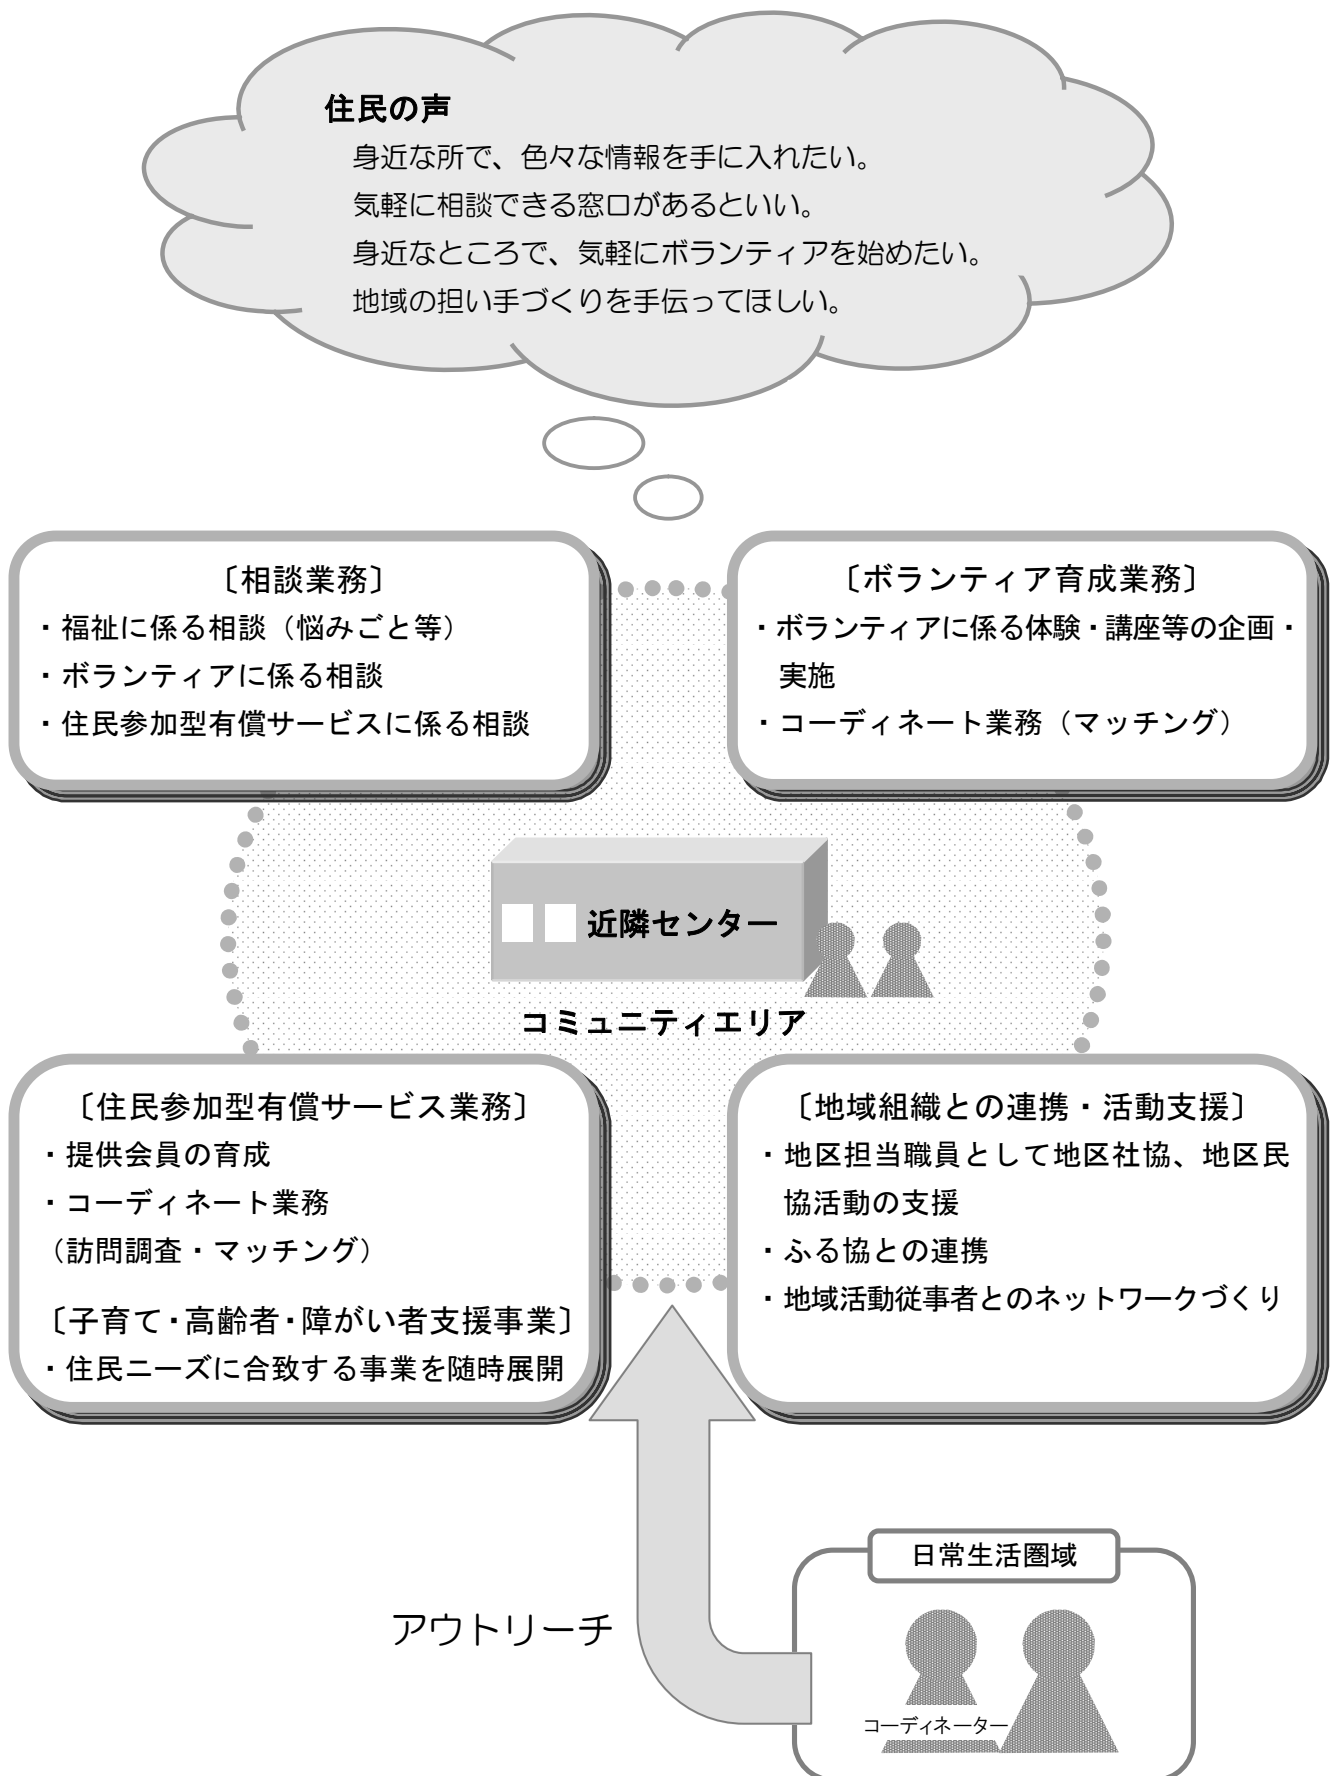 住民の声
身近な所で、色々な情報を手に入れたい。
気軽に相談できる窓口があるといい。
身近なところで、気軽にボランティアを始めたい。
地域の担い手づくりを手伝ってほしい。
〔相談業務〕
・福祉に係る相談（悩みごと等）
・ボランティアに係る相談
・住民参加型有償サービスに係る相談
〔ボランティア育成業務〕
・ボランティアに係る体験・講座等の企画・
実施
・コーディネート業務（マッチング）
近隣センター
コミュニティエリア
〔住民参加型有償サービス業務〕
・提供会員の育成
・コーディネート業務
（訪問調査・マッチング）
〔子育て・高齢者・障がい者支援事業〕
・住民ニーズに合致する事業を随時展開
〔地域組織との連携・活動支援〕
・地区担当職員として地区社協、地区民
協活動の支援
・ふる協との連携
・地域活動従事者とのネットワークづくり
アウトリーチ
日常生活圏域
コーディネーター